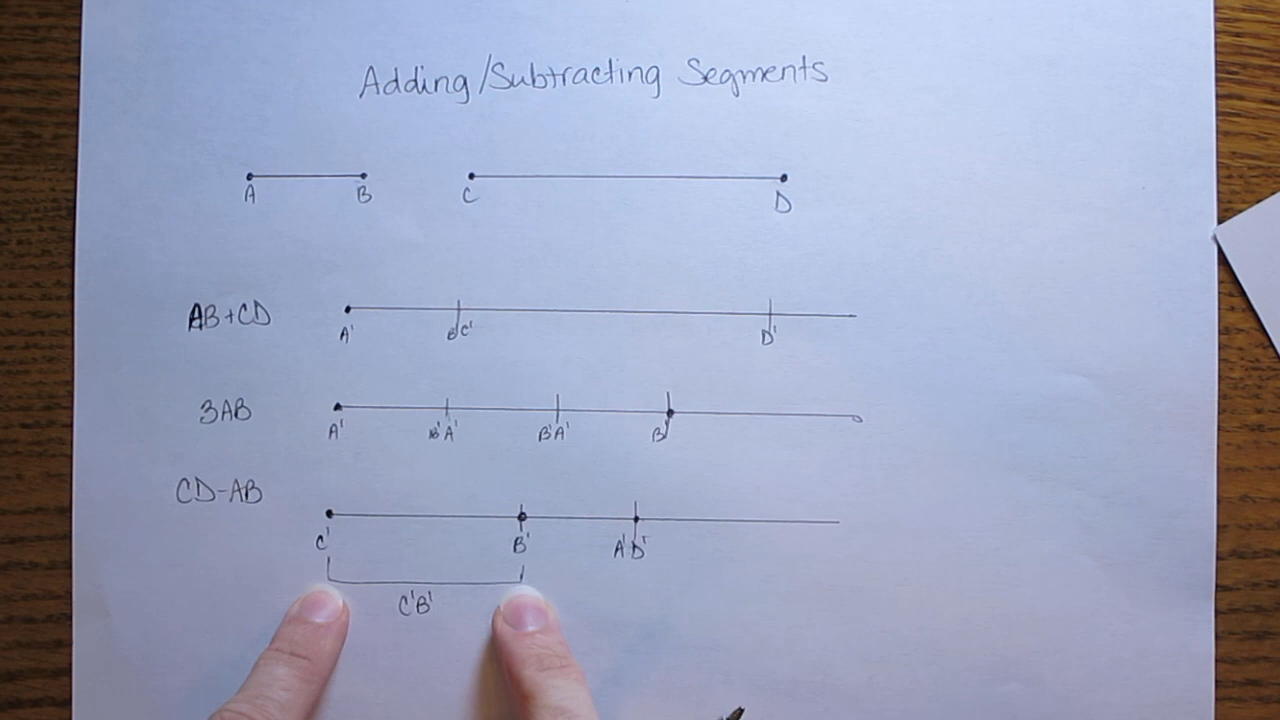 Adding/Subtracting Segments
A B C D
AB+CD
A' B'C' D'
3AB
A' B'A' B'A' B'
CD-AB
C' B' A'D'
C'B'